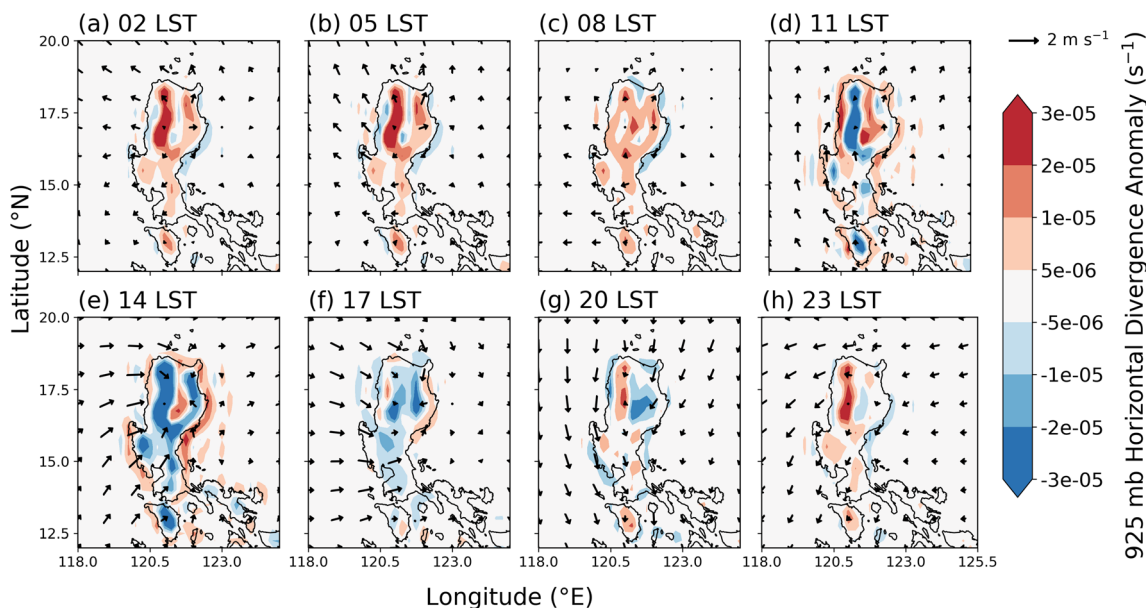 (a) 02 LST
(b) 05 LST
(c) 08 LST
(d) 11 LST
2 m s⁻¹
20.0
17.5
15.0
12.5
(e) 14 LST
(f) 17 LST
(g) 20 LST
(h) 23 LST
20.0
17.5
15.0
12.5
118.0 120.5 123.0
118.0 120.5 123.0
118.0 120.5 123.0
118.0 120.5 123.0 125.5
Latitude (°N)
Longitude (°E)
3e-05
2e-05
1e-05
5e-06
-5e-06
-1e-05
-2e-05
-3e-05
925 mb Horizontal Divergence Anomaly (s⁻¹)